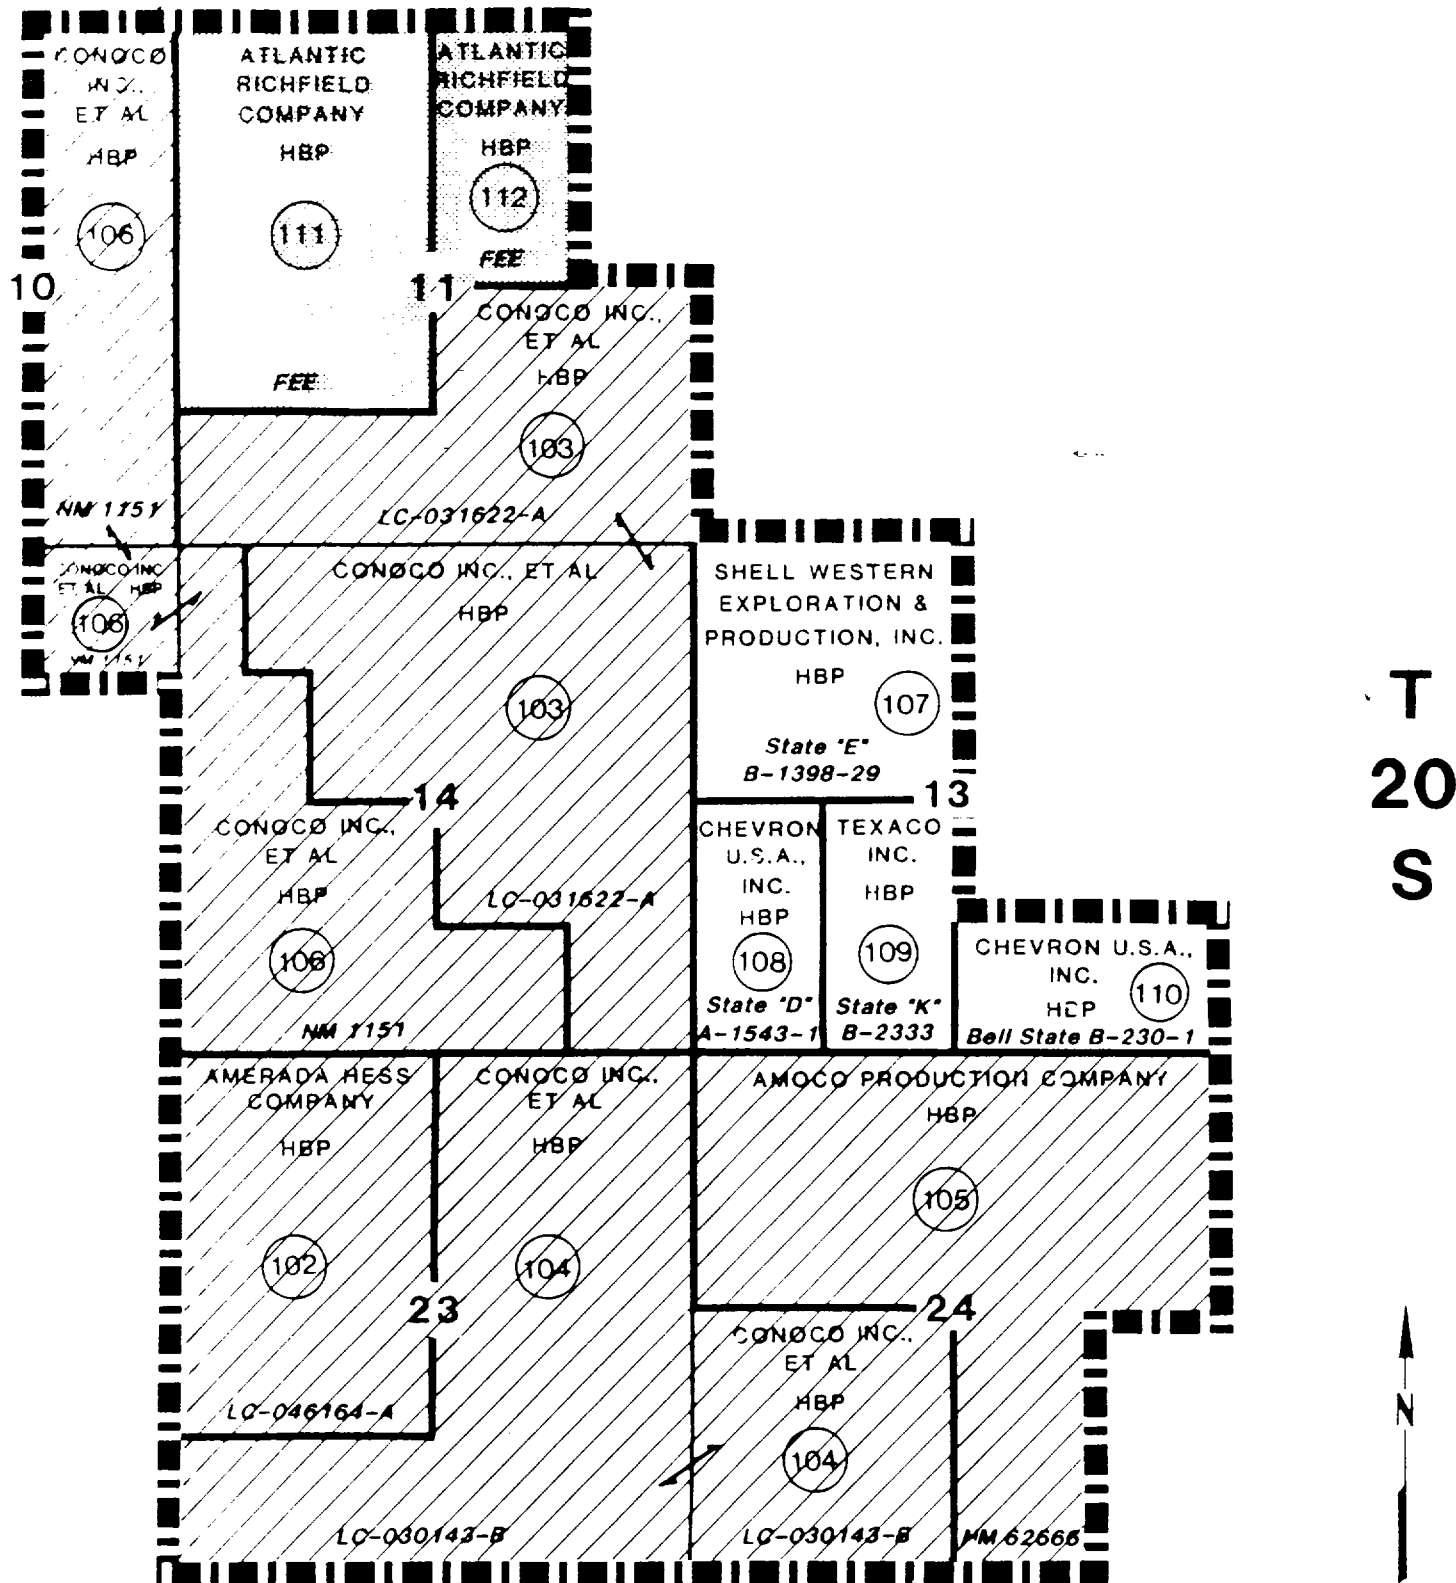 CONOCO
INC.,
ET AL
HBP
106
NM 1151
ATLANTIC
RICHFIELD
COMPANY
HBP
111
FEE
ATLANTIC
RICHFIELD
COMPANY
HBP
112
FEE
10
11
CONOCO INC.,
ET AL
HBP
103
LC-031622-A
CONOCO INC
ET AL HBP
106
NM 1151
CONOCO INC., ET AL
HBP
103
LC-031622-A
SHELL WESTERN
EXPLORATION &
PRODUCTION, INC.
HBP
107
State "E"
B-1398-29
14
13
CONOCO INC.,
ET AL
HBP
106
NM 1151
CHEVRON
U.S.A.,
INC.
HBP
108
State "D"
A-1543-1
TEXACO
INC.
HBP
109
State "K"
B-2333
CHEVRON U.S.A.,
INC.
110
Bell State B-230-1
AMERADA HESS
COMPANY
HBP
102
LC-046164-A
CONOCO INC.,
ET AL
HBP
104
LC-030143-B
AMOCO PRODUCTION COMPANY
HBP
105
23
24
CONOCO INC.,
ET AL
HBP
104
LC-030143-B
NM 62666
T
20
S
N